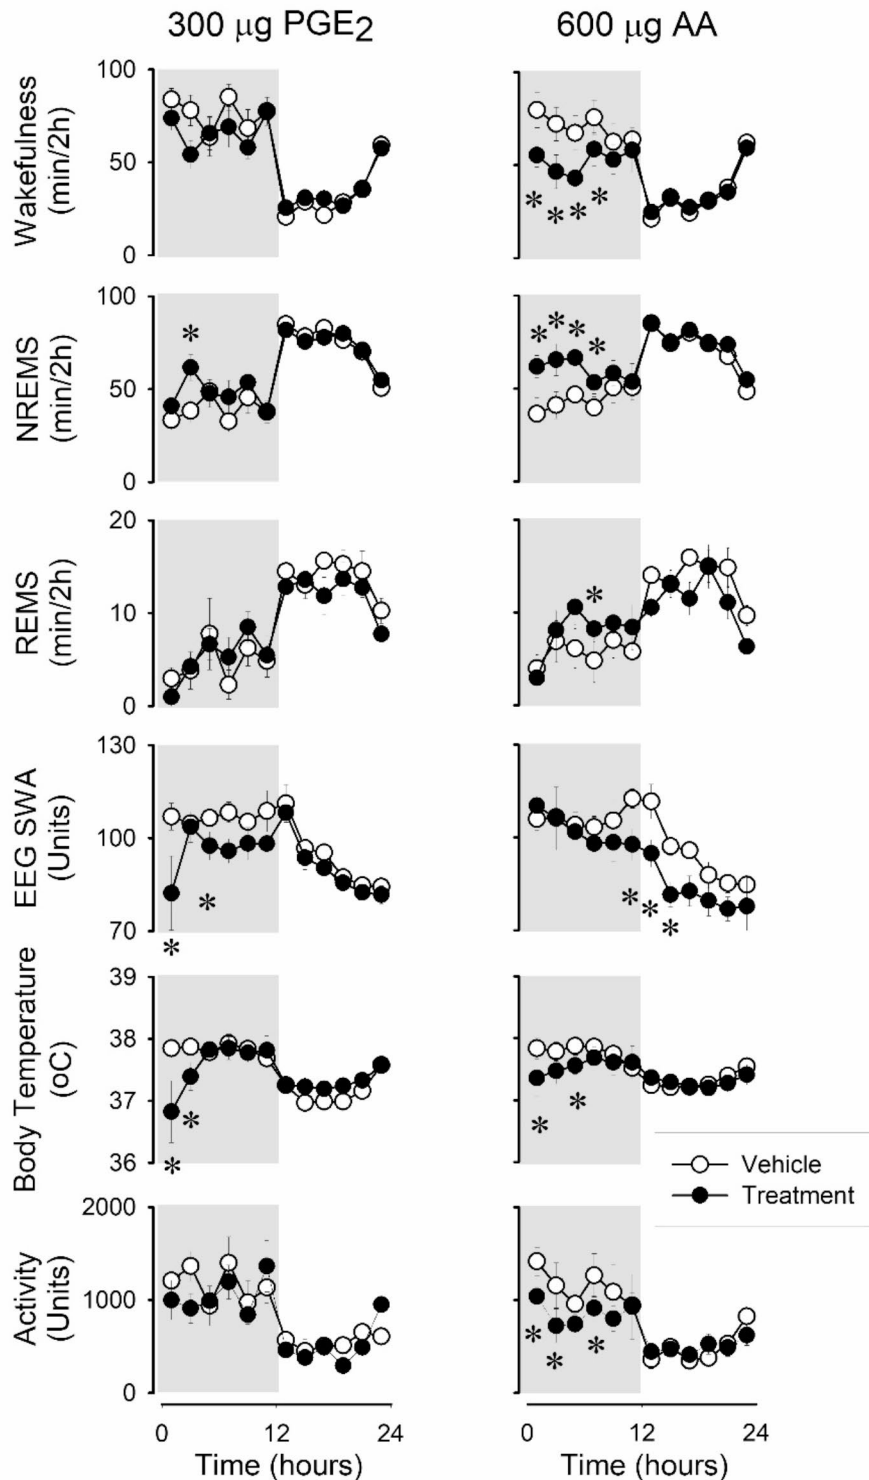 300 μg PGE2
600 μg AA
Wakefulness
(min/2h)
100
50
0
* * * *
NREMS
(min/2h)
100
50
0
*
* * * *
REMS
(min/2h)
20
10
0
*
EEG SWA
(Units)
130
100
70
* *
* * *
Body Temperature
(oC)
39
38
37
36
* *
* *
Vehicle
Treatment
Activity
(Units)
2000
1000
0
* * *
0 12 24
0 12 24
Time (hours)
Time (hours)